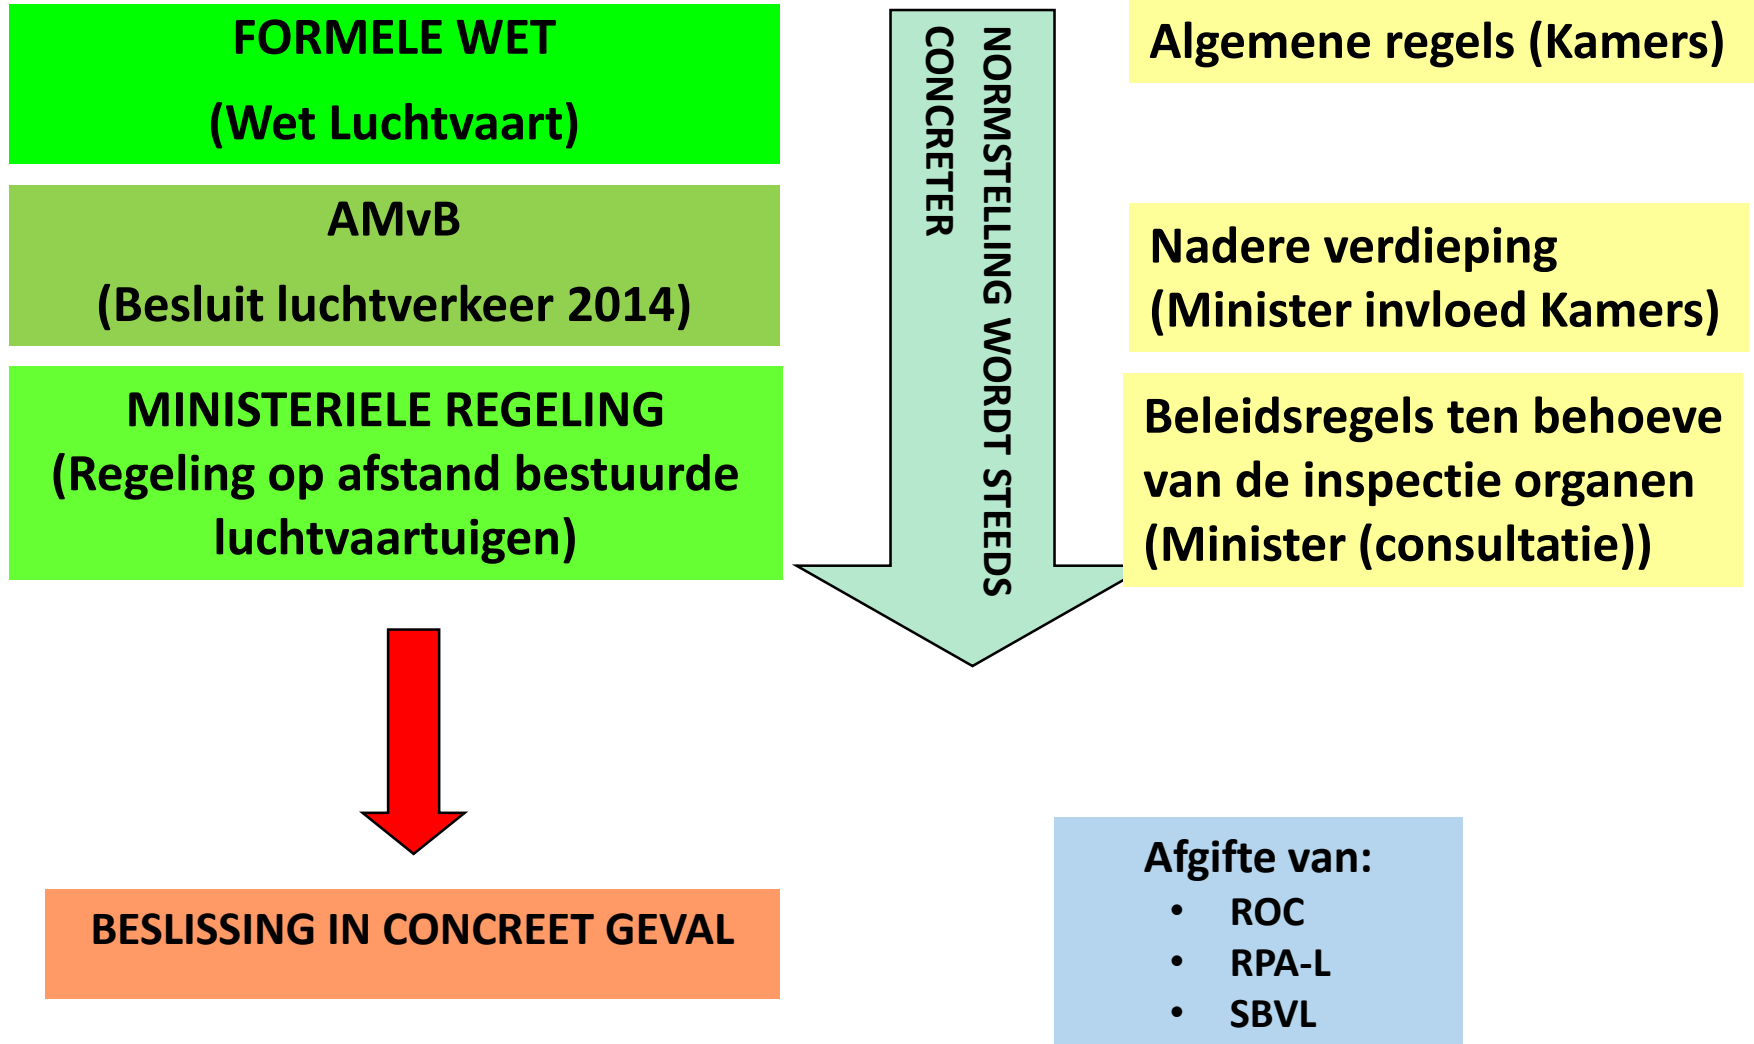 FORMELE WET
(Wet Luchtvaart)
AMvB
(Besluit luchtverkeer 2014)
MINISTERIELE REGELING
(Regeling op afstand bestuurde
luchtvaartuigen)
BESLISSING IN CONCREET GEVAL
NORMSTELLING WORDT STEEDS
CONCRETER
Algemene regels (Kamers)
Nadere verdieping
(Minister invloed Kamers)
Beleidsregels ten behoeve
van de inspectie organen
(Minister (consultatie))
Afgifte van:
• ROC
• RPA-L
• SBVL